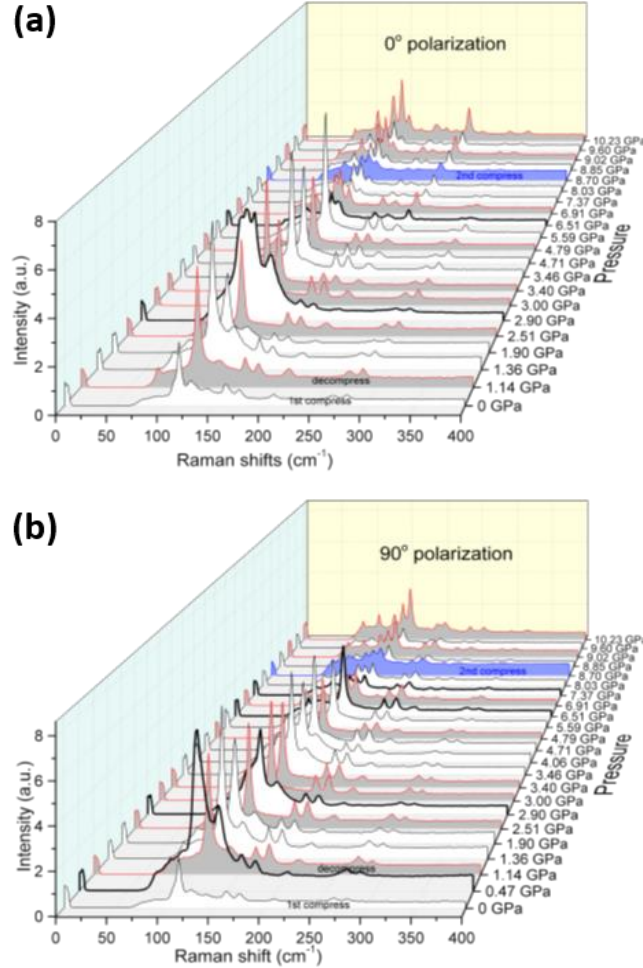 (a)
0° polarization
Intensity (a.u.)
8
6
4
2
0
0 50 100 150 200 250 300 350 400
Raman shifts (cm⁻¹)
Pressure
10.23 GPa
9.60 GPa
9.02 GPa
8.85 GPa
8.70 GPa
8.03 GPa
7.37 GPa
6.91 GPa
6.51 GPa
5.59 GPa
4.79 GPa
4.71 GPa
3.46 GPa
3.40 GPa
3.00 GPa
2.90 GPa
2.51 GPa
1.90 GPa
1.36 GPa
1.14 GPa
0 GPa
2nd compress
decompress
1st compress
(b)
90° polarization
Intensity (a.u.)
8
6
4
2
0
0 50 100 150 200 250 300 350 400
Raman shift (cm⁻¹)
Pressure
10.23 GPa
9.60 GPa
9.02 GPa
8.85 GPa
8.70 GPa
8.03 GPa
7.37 GPa
6.91 GPa
6.51 GPa
5.59 GPa
4.79 GPa
4.71 GPa
4.06 GPa
3.46 GPa
3.40 GPa
3.00 GPa
2.90 GPa
2.51 GPa
1.90 GPa
1.36 GPa
1.14 GPa
0.47 GPa
0 GPa
2nd compress
decompress
1st compress